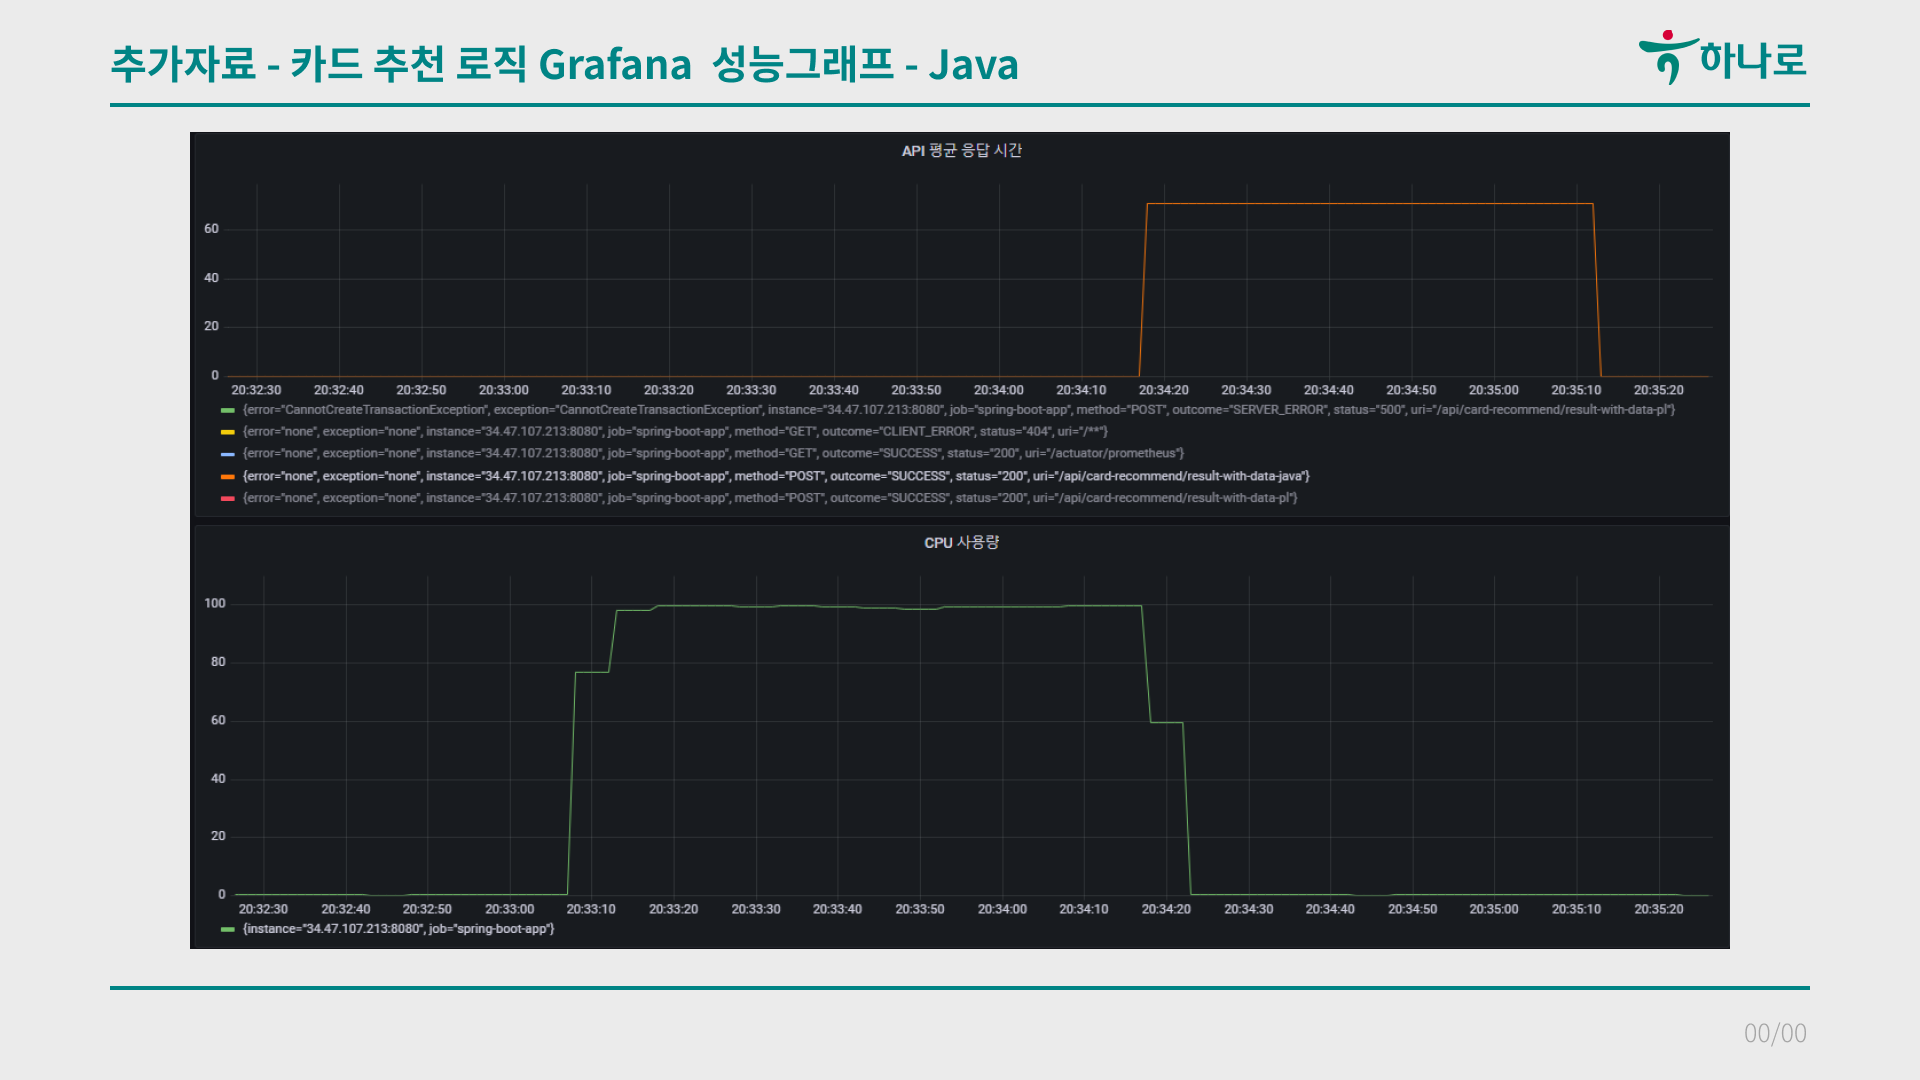 추가자료 - 카드 추천 로직 Grafana 성능그래프 - Java
하나로
API 평균 응답 시간
60
40
20
0
20:32:30 20:32:40 20:32:50 20:33:00 20:33:10 20:33:20 20:33:30 20:33:40 20:33:50 20:34:00 20:34:10 20:34:20 20:34:30 20:34:40 20:34:50 20:35:00 20:35:10 20:35:20
{error="CannotCreateTransactionException", exception="CannotCreateTransactionException", instance="34.47.107.213:8080", job="spring-boot-app", method="POST", outcome="SERVER_ERROR", status="500", uri="/api/card-recommend/result-with-data-pl"}
{error="none", exception="none", instance="34.47.107.213:8080", job="spring-boot-app", method="GET", outcome="CLIENT_ERROR", status="404", uri="/**"}
{error="none", exception="none", instance="34.47.107.213:8080", job="spring-boot-app", method="GET", outcome="SUCCESS", status="200", uri="/actuator/prometheus"}
{error="none", exception="none", instance="34.47.107.213:8080", job="spring-boot-app", method="POST", outcome="SUCCESS", status="200", uri="/api/card-recommend/result-with-data-java"}
{error="none", exception="none", instance="34.47.107.213:8080", job="spring-boot-app", method="POST", outcome="SUCCESS", status="200", uri="/api/card-recommend/result-with-data-pl"}
CPU 사용량
100
80
60
40
20
0
20:32:30 20:32:40 20:32:50 20:33:00 20:33:10 20:33:20 20:33:30 20:33:40 20:33:50 20:34:00 20:34:10 20:34:20 20:34:30 20:34:40 20:34:50 20:35:00 20:35:10 20:35:20
{instance="34.47.107.213:8080", job="spring-boot-app"}
00/00